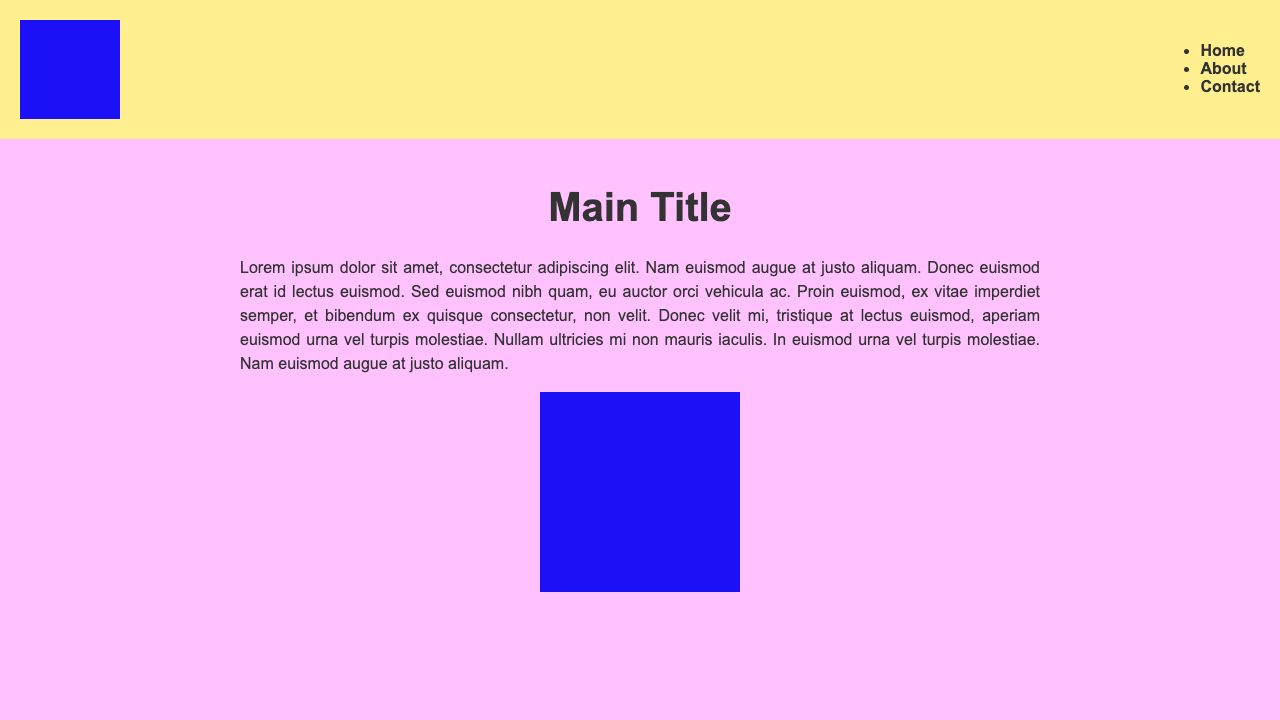 Home
About
Contact
Main Title
Lorem ipsum dolor sit amet, consectetur adipiscing elit. Nam euismod augue at justo aliquam. Donec euismod
erat id lectus euismod. Sed euismod nibh quam, eu auctor orci vehicula ac. Proin euismod, ex vitae imperdiet
semper, et bibendum ex quisque consectetur, non velit. Donec velit mi, tristique at lectus euismod, aperiam
euismod urna vel turpis molestiae. Nullam ultricies mi non mauris iaculis. In euismod urna vel turpis molestiae.
Nam euismod augue at justo aliquam.